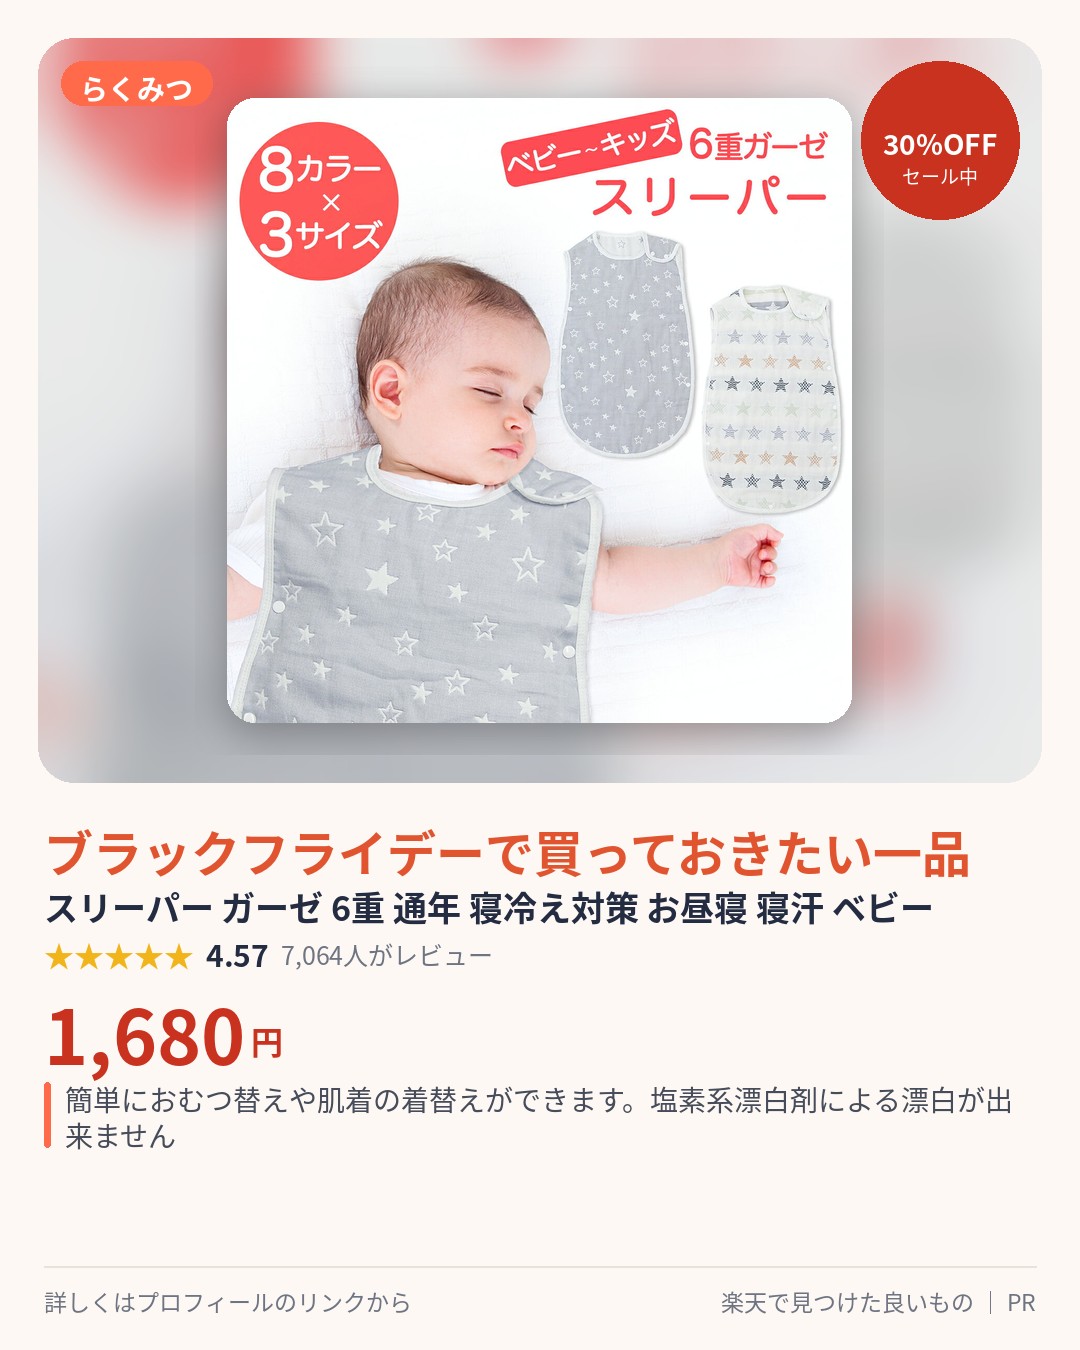 らくみつ
30%OFF
セール中
8カラー
×
3サイズ
ベビー~キッズ
6重ガーゼ
スリーパー
ブラックフライデーで買っておきたい一品
スリーパー ガーゼ 6重 通年 寝冷え対策 お昼寝 寝汗 ベビー
★★★★★ 4.57 7,064人がレビュー
1,680円
簡単におむつ替えや肌着の着替えができます。塩素系漂白剤による漂白が出
来ません
詳しくはプロフィールのリンクから
楽天で見つけた良いもの｜PR